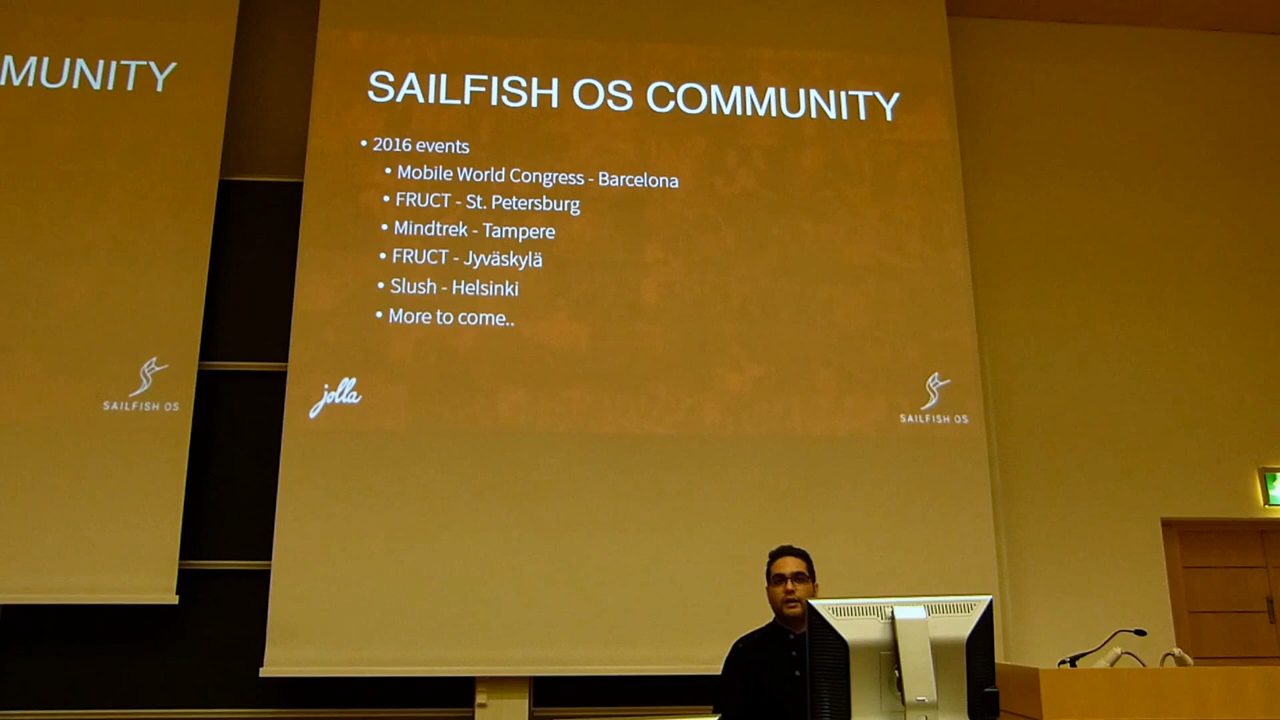 MUNITY
SAILFISH OS
SAILFISH OS COMMUNITY
• 2016 events
• Mobile World Congress - Barcelona
• FRUCT - St. Petersburg
• Mindtrek - Tampere
• FRUCT - Jyväskylä
• Slush - Helsinki
• More to come..
jolla
SAILFISH OS